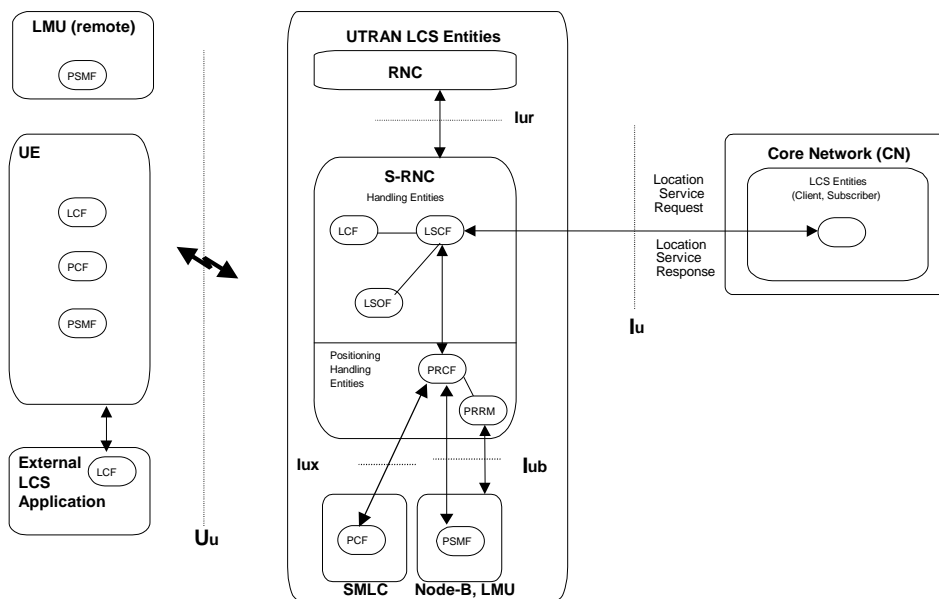 LMU (remote)
PSMF
UE
LCF
PCF
PSMF
External
LCS
Application
LCF
Uu
UTRAN LCS Entities
RNC
Iur
S-RNC
Handling Entities
LCF
LSCF
LSOF
Positioning
Handling
Entities
PRCF
PRRM
Iux
Iub
PCF
PSMF
SMLC
Node-B, LMU
Location
Service
Request
Location
Service
Response
Iu
Core Network (CN)
LCS Entities
(Client, Subscriber)